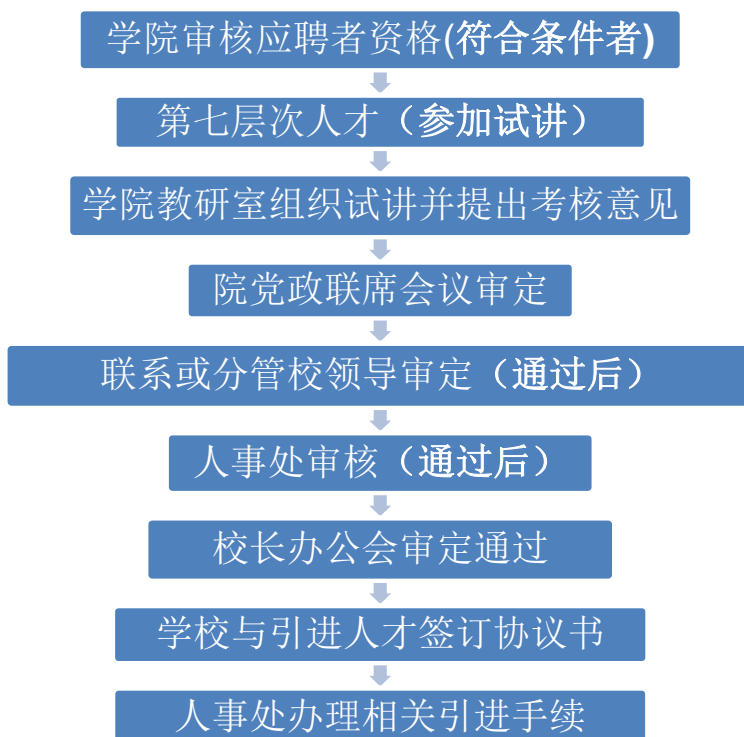 学院审核应聘者资格(符合条件者)
第七层次人才（参加试讲）
学院教研室组织试讲并提出考核意见
院党政联席会议审定
联系或分管校领导审定（通过后）
人事处审核（通过后）
校长办公会审定通过
学校与引进人才签订协议书
人事处办理相关引进手续